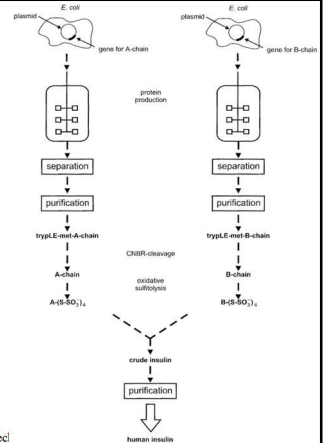 E. coli
E. coli
plasmid
plasmid
gene for A-chain
gene for B-chain
protein
production
separation
separation
purification
purification
trypLE-met-A-chain
trypLE-met-B-chain
CNBR-cleavage
A-chain
B-chain
oxidative
sulfitolysis
A-(S-SO₃⁻)₄
B-(S-SO₃⁻)₄
crude insulin
purification
human insulin